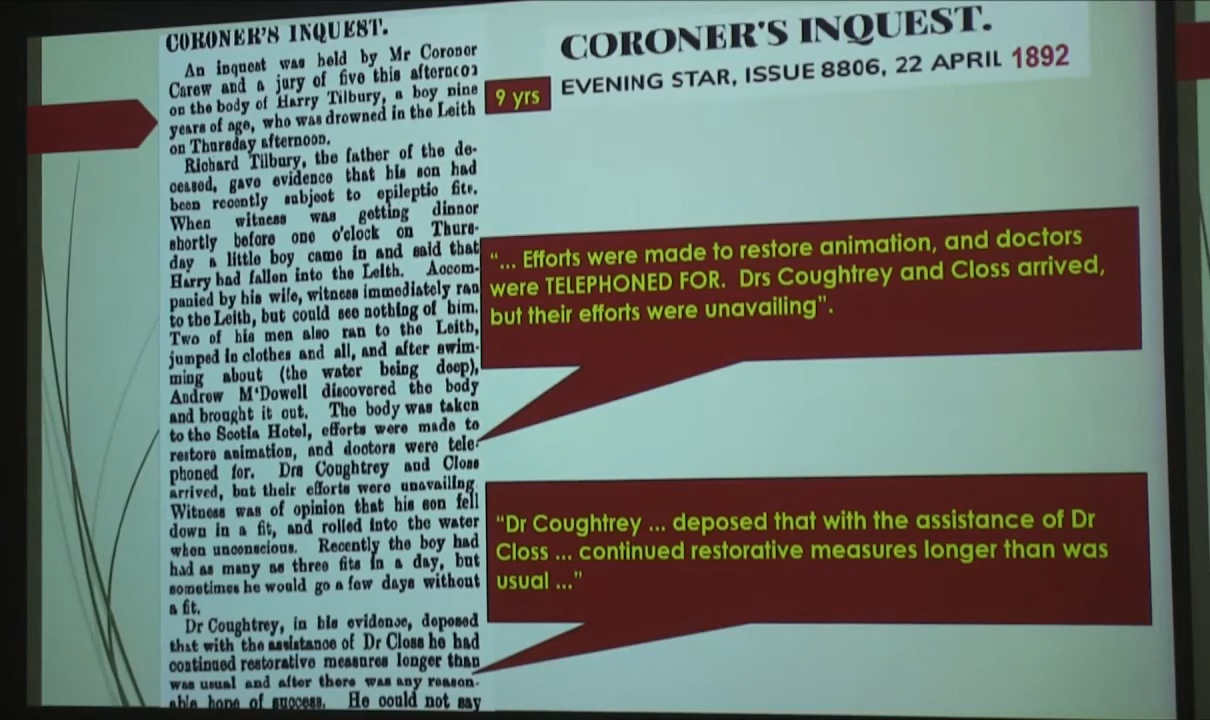 CORONER'S INQUEST.
An inquest was held by Mr Coroner
Carew and a jury of five this afternoon
on the body of Harry Tilbury, a boy nine
years of age, who was drowned in the Leith
on Thursday afternoon.
Richard Tilbury, the father of the de-
ceased, gave evidence that his son had
been recently subject to epileptic fits.
When witness was getting dinner
shortly before one o'clock on Thurs-
day a little boy came in and said that
Harry had fallen into the Leith. Accom-
panied by his wife, witness immediately ran
to the Leith, but could see nothing of him.
Two of his men also ran to the Leith,
jumped in clothes and all, and after swim-
ming about (the water being deep),
Andrew M'Dowell discovered the body
and brought it out. The body was taken
to the Scotia Hotel, efforts were made to
restore animation, and doctors were tele-
phoned for. Drs Coughtrey and Closs
arrived, but their efforts were unavailing.
Witness was of opinion that his son fell
down in a fit, and rolled into the water
when unconscious. Recently the boy had
had as many as three fits in a day, but
sometimes he would go a few days without
a fit.
Dr Coughtrey, in his evidence, deposed
that with the assistance of Dr Closs he had
continued restorative measures longer than
was usual and after there was any reason-
able hope of success. He could not say
CORONER'S INQUEST.
EVENING STAR, ISSUE 8806, 22 APRIL 1892
9 yrs
"... Efforts were made to restore animation, and doctors
were TELEPHONED FOR. Drs Coughtrey and Closs arrived,
but their efforts were unavailing".
"Dr Coughtrey ... deposed that with the assistance of Dr
Closs ... continued restorative measures longer than was
usual ..."